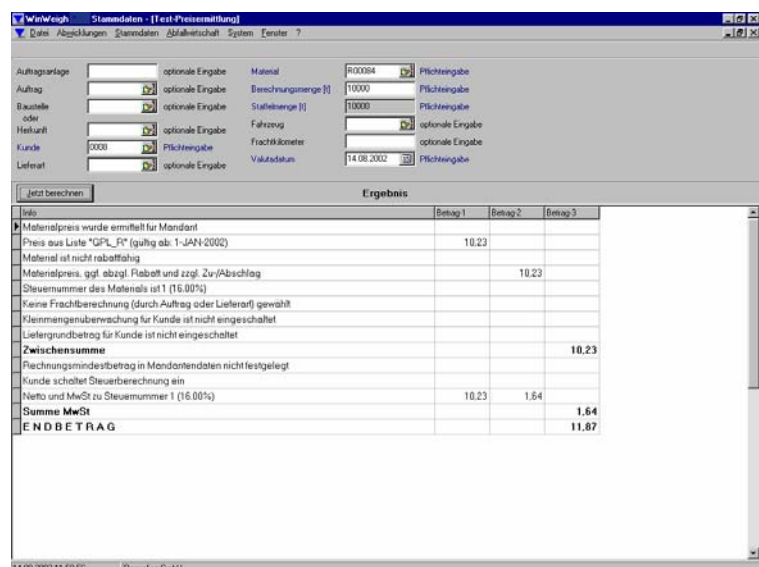 WinWeigh Stammdaten - [Test-Preisermittlung]
Datei Abwicklungen Stammdaten Abfallwirtschaft System Fenster ?
Auftragsanlage optionale Eingabe Material R00084 Pflichteingabe
Auftrag optionale Eingabe Berechnungsmenge [t] 10000 Pflichteingabe
Baustelle optionale Eingabe Staffelmenge [t] 10000 Pflichteingabe
oder
Herkunft optionale Eingabe Fahrzeug optionale Eingabe
Kunde 0008 Pflichteingabe Frachtkilometer optionale Eingabe
Lieferart optionale Eingabe Valutadatum 14.08.2002 Pflichteingabe
Jetzt berechnen Ergebnis
Info Betrag-1 Betrag-2 Betrag-3
Materialpreis wurde ermittelt für Mandant
Preis aus Liste "GPL_R" (gültig ab: 1-JAN-2002) 10,23
Material ist nicht rabattfähig
Materialpreis, ggf. abzgl. Rabatt und zzgl. Zu-/Abschlag 10,23
Steuernummer des Materials ist 1 (16.00%)
Keine Frachtberechnung (durch Auftrag oder Lieferart) gewählt
Kleinmengenüberwachung für Kunde ist nicht eingeschaltet
Liefergrundbetrag für Kunde ist nicht eingeschaltet
Zwischensumme 10,23
Rechnungsmindestbetrag in Mandantendaten nicht festgelegt
Kunde schaltet Steuerberechnung ein
Netto und MwSt zu Steuernummer 1 (16.00%) 10,23 1,64
Summe MwSt 1,64
E N D B E T R A G 11,87